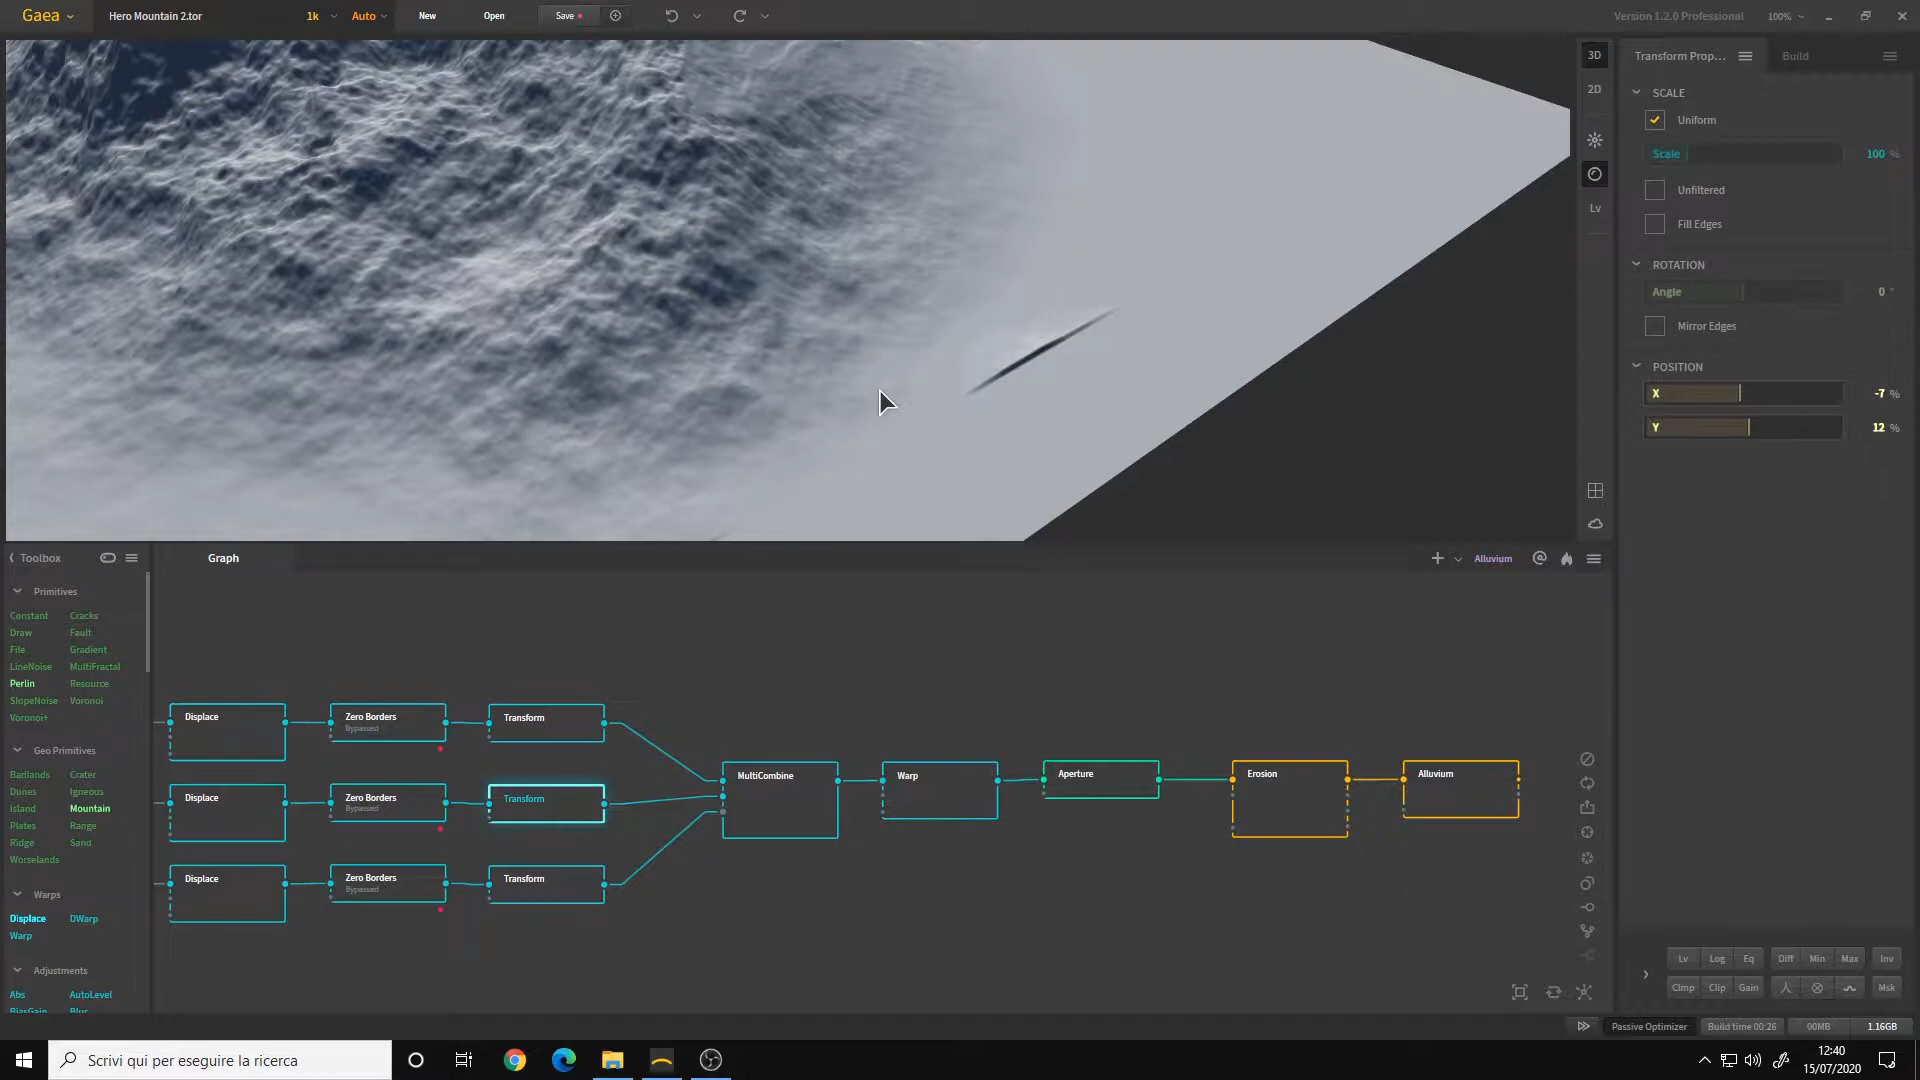 Gaea
Hero Mountain 2.tor
1k
Auto
New
Open
Save
Version 1.2.0 Professional
100%
3D
2D
Lv
Transform Prop...
Build
SCALE
Uniform
Scale
100 %
Unfiltered
Fill Edges
ROTATION
Angle
0 °
Mirror Edges
POSITION
X
-7 %
Y
12 %
Toolbox
Graph
Alluvium
Primitives
Constant Cracks
Draw Fault
File Gradient
LineNoise MultiFractal
Perlin Resource
SlopeNoise Voronoi
Voronoi+
Geo Primitives
Badlands Crater
Dunes Igneous
Island Mountain
Plates Range
Ridge Sand
Worselands
Warps
Displace DWarp
Warp
Adjustments
Abs AutoLevel
BiasGain Blur
Displace
Zero Borders
Bypassed
Transform
Displace
Zero Borders
Bypassed
Transform
Displace
Zero Borders
Bypassed
Transform
MultiCombine
Warp
Aperture
Erosion
Alluvium
Lv Log Eq Diff Min Max Inv
Clmp Clip Gain Msk
Passive Optimizer
Build time 00:26
00MB
1.16GB
Scrivi qui per eseguire la ricerca
12:40
15/07/2020